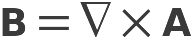 B = ∇ × A